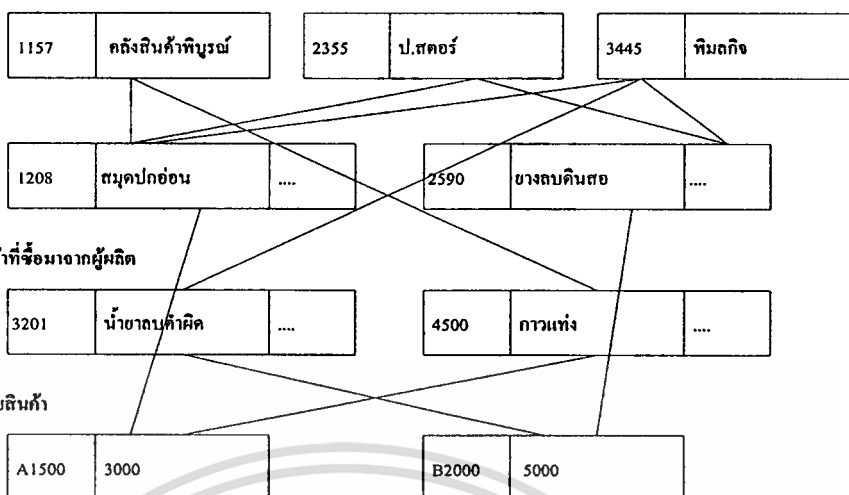 1157 คลังสินค้าพิบูรณ์ 2355 ป.สตอร์ 3445 พิมลกิจ
1208 สมุดปกอ่อน .... 2590 ยางลบดินสอ ....
ที่ซื้อมาจากผู้ผลิต
3201 น้ำยาลบคำผิด .... 4500 กาวแท่ง ....
สินค้า
A1500 3000 B2000 5000